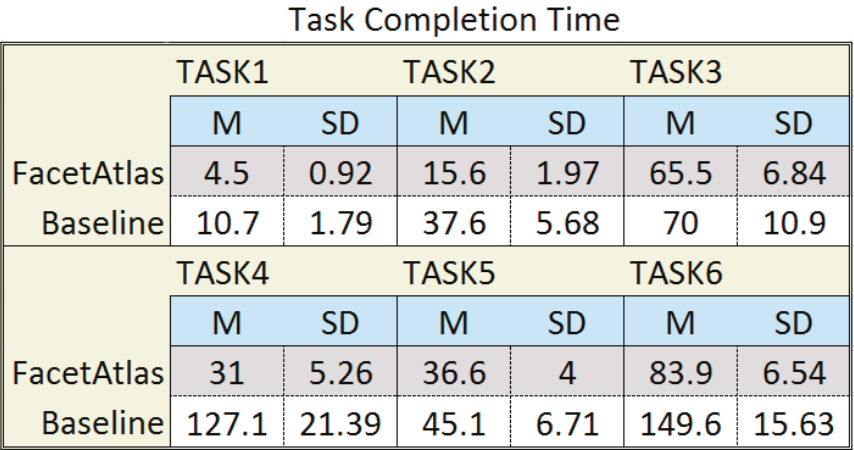 Task Completion Time
TASK1 TASK2 TASK3
M SD M SD M SD
FacetAtlas 4.5 0.92 15.6 1.97 65.5 6.84
Baseline 10.7 1.79 37.6 5.68 70 10.9
TASK4 TASK5 TASK6
M SD M SD M SD
FacetAtlas 31 5.26 36.6 4 83.9 6.54
Baseline 127.1 21.39 45.1 6.71 149.6 15.63